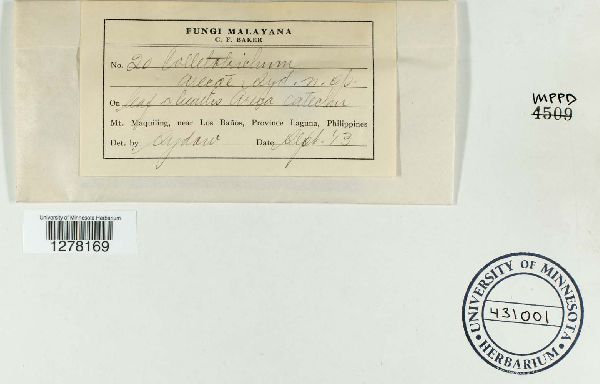 FUNGI MALAYANA
C. F. BAKER
No. 20 Colletotrichum
arecae Syd. n. sp.
On Areca catechu
Mt. Maquiling, near Los Baños, Province Laguna, Philippines
Det. by Sydow Date Sept. '13
MPPD
4509
University of Minnesota Herbarium
1278169
UNIVERSITY OF MINNESOTA
431001
HERBARIUM